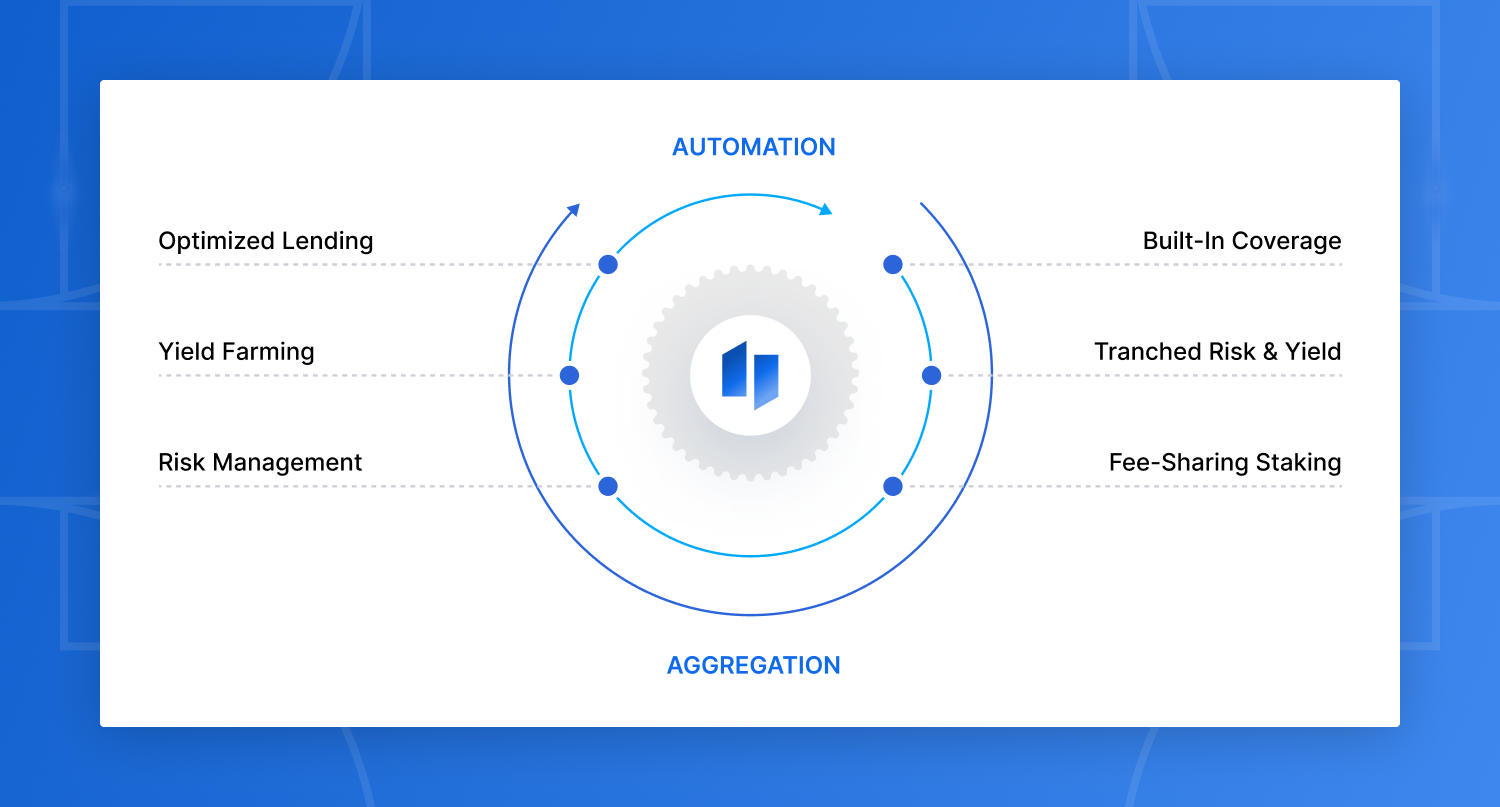 AUTOMATION
Optimized Lending
Built-In Coverage
Yield Farming
Tranched Risk & Yield
Risk Management
Fee-Sharing Staking
AGGREGATION